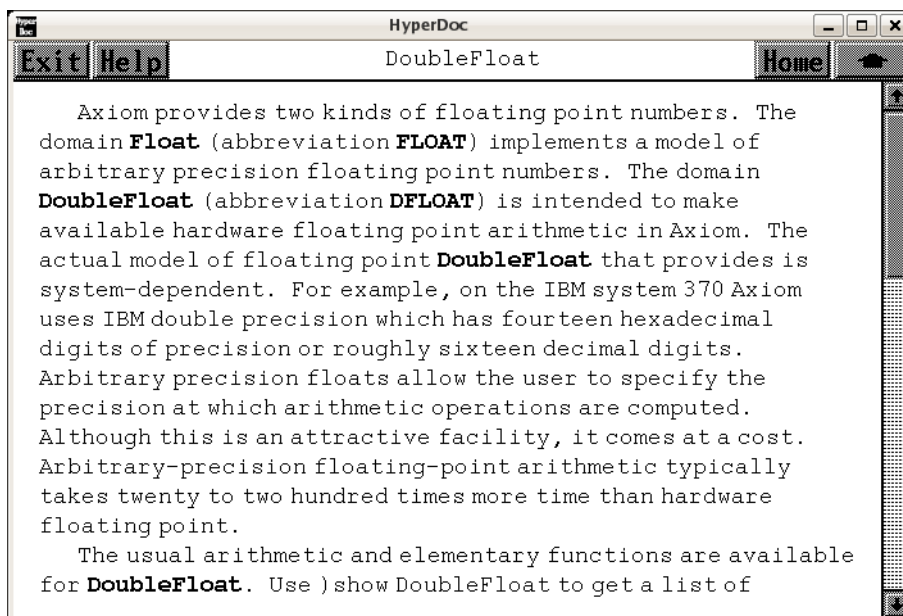 Hyper Doc
HyperDoc
Exit Help DoubleFloat Home
Axiom provides two kinds of floating point numbers. The
domain Float (abbreviation FLOAT) implements a model of
arbitrary precision floating point numbers. The domain
DoubleFloat (abbreviation DFLOAT) is intended to make
available hardware floating point arithmetic in Axiom. The
actual model of floating point DoubleFloat that provides is
system-dependent. For example, on the IBM system 370 Axiom
uses IBM double precision which has fourteen hexadecimal
digits of precision or roughly sixteen decimal digits.
Arbitrary precision floats allow the user to specify the
precision at which arithmetic operations are computed.
Although this is an attractive facility, it comes at a cost.
Arbitrary-precision floating-point arithmetic typically
takes twenty to two hundred times more time than hardware
floating point.
The usual arithmetic and elementary functions are available
for DoubleFloat. Use )show DoubleFloat to get a list of